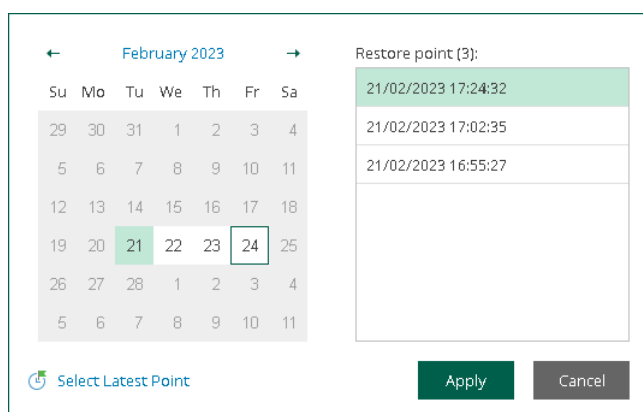 ← February 2023 →
Su Mo Tu We Th Fr Sa
29 30 31 1 2 3 4
5 6 7 8 9 10 11
12 13 14 15 16 17 18
19 20 21 22 23 24 25
26 27 28 1 2 3 4
5 6 7 8 9 10 11
Select Latest Point
Restore point (3):
21/02/2023 17:24:32
21/02/2023 17:02:35
21/02/2023 16:55:27
Apply Cancel